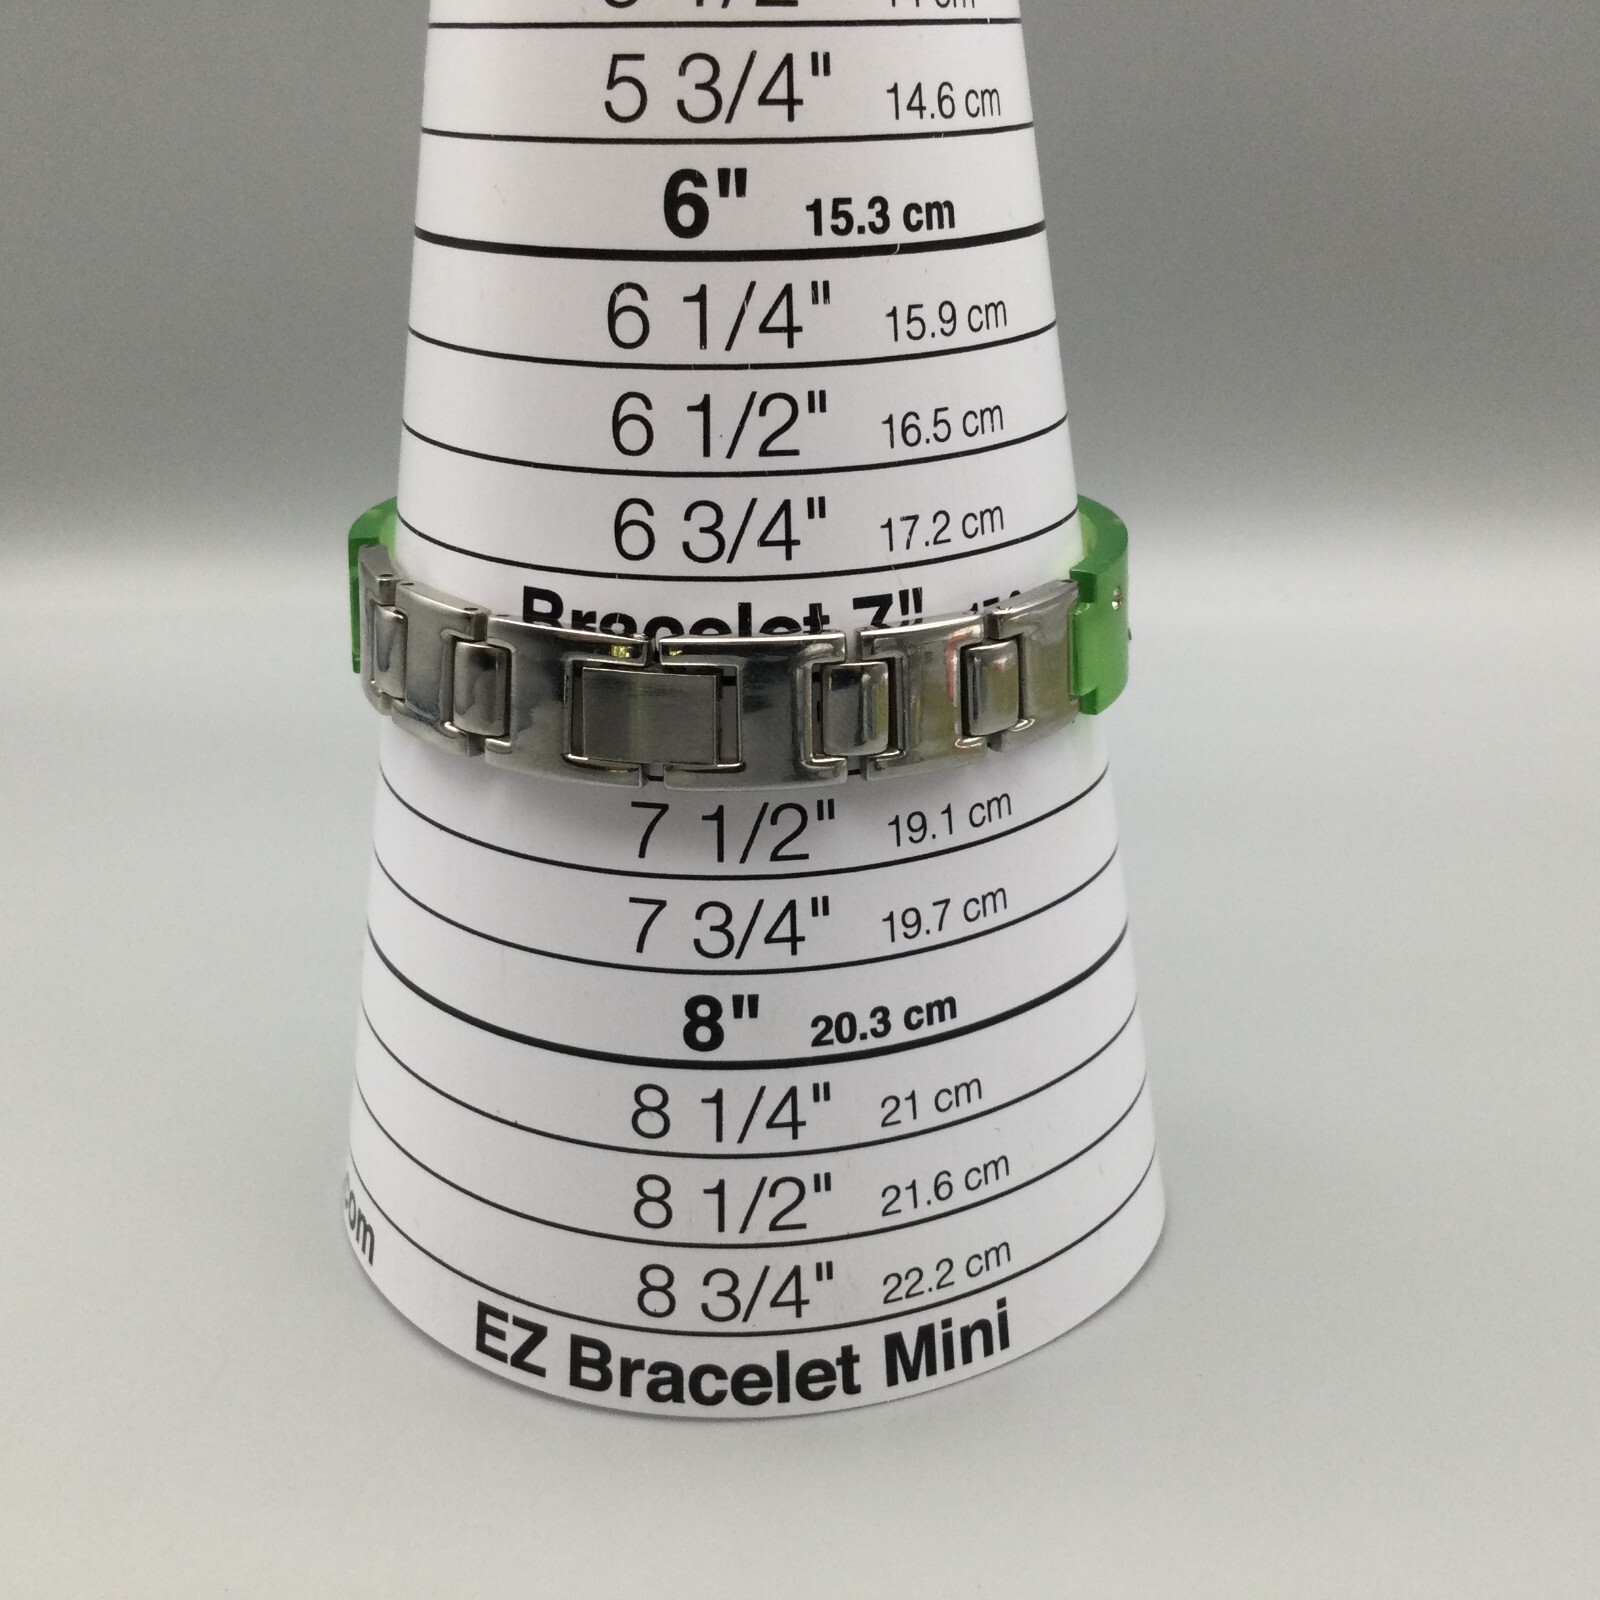 5 3/4" 14.6 cm
6" 15.3 cm
6 1/4" 15.9 cm
6 1/2" 16.5 cm
6 3/4" 17.2 cm
Bracelet 7"
7 1/2" 19.1 cm
7 3/4" 19.7 cm
8" 20.3 cm
8 1/4" 21 cm
8 1/2" 21.6 cm
8 3/4" 22.2 cm
om
EZ Bracelet Mini